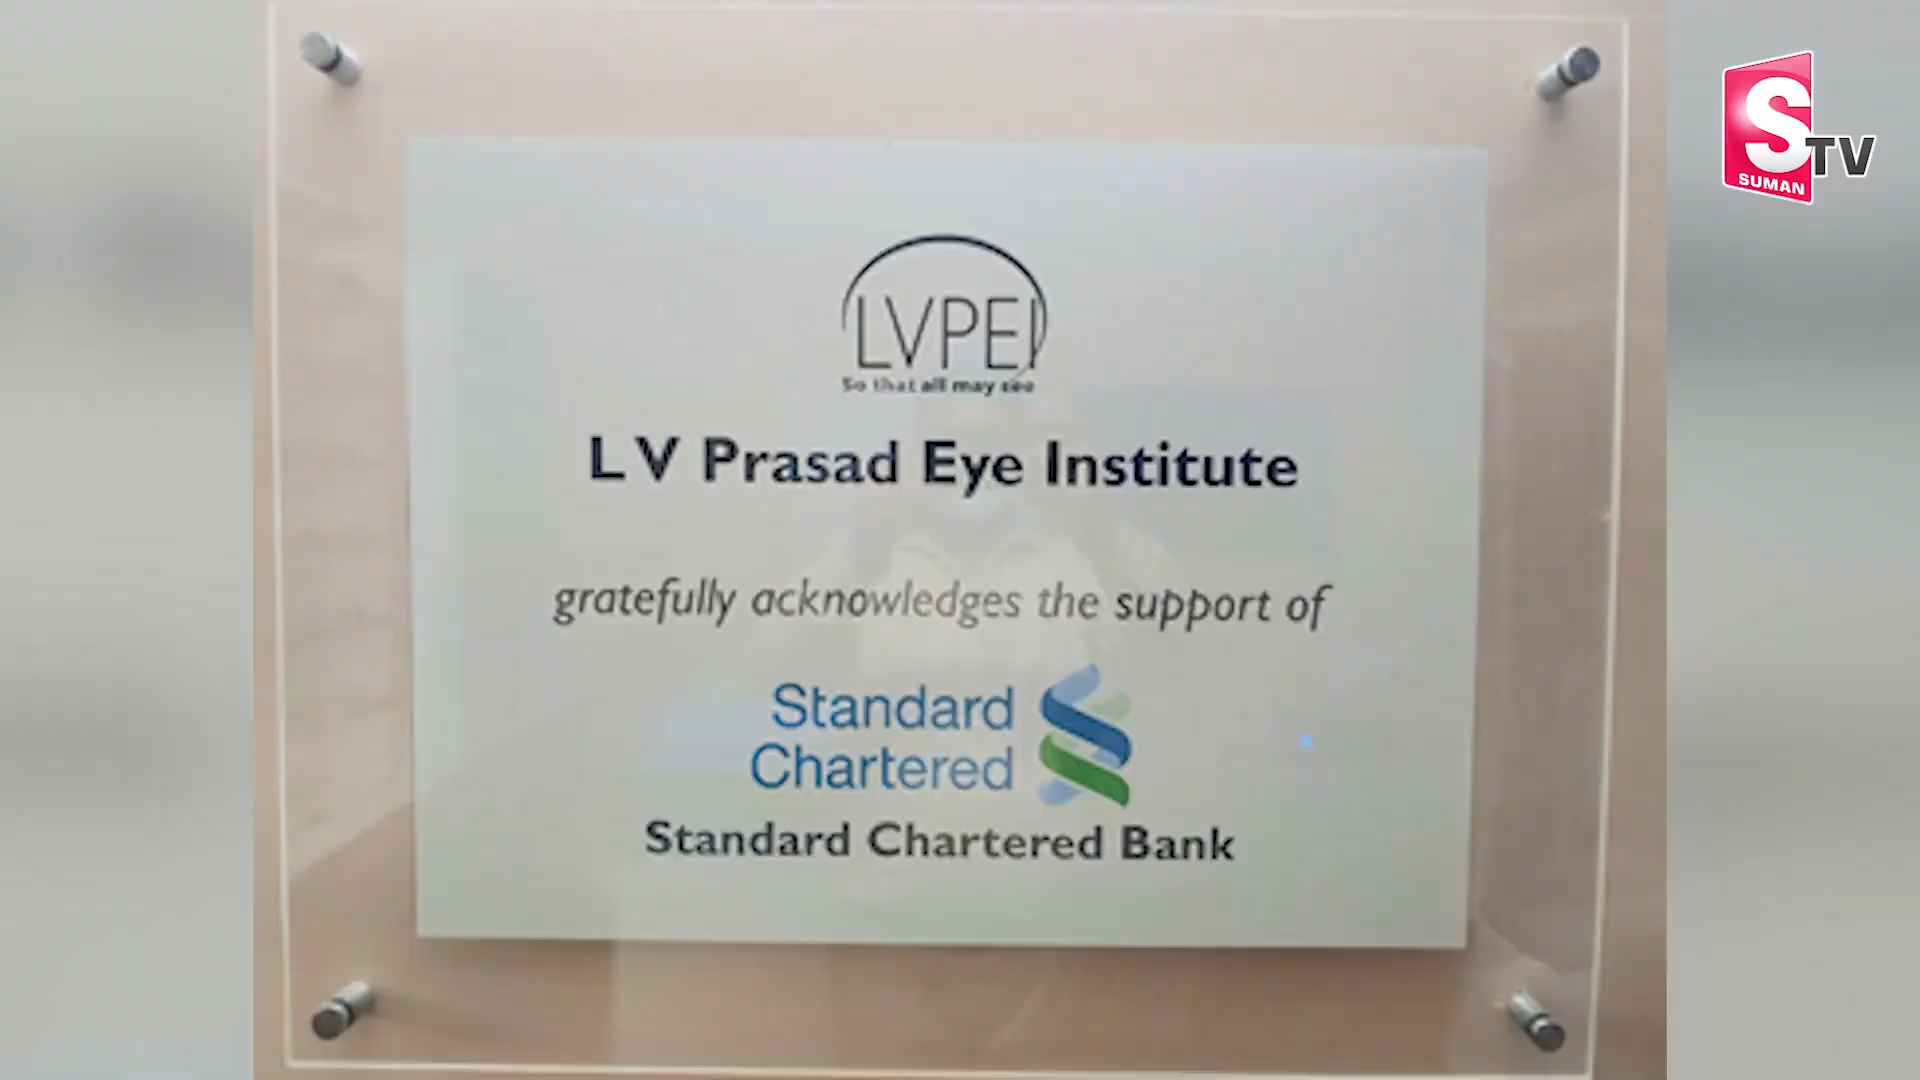 S
SUMAN
TV
LVPEI
So that all may see
L V Prasad Eye Institute
gratefully acknowledges the support of
Standard
Chartered
Standard Chartered Bank